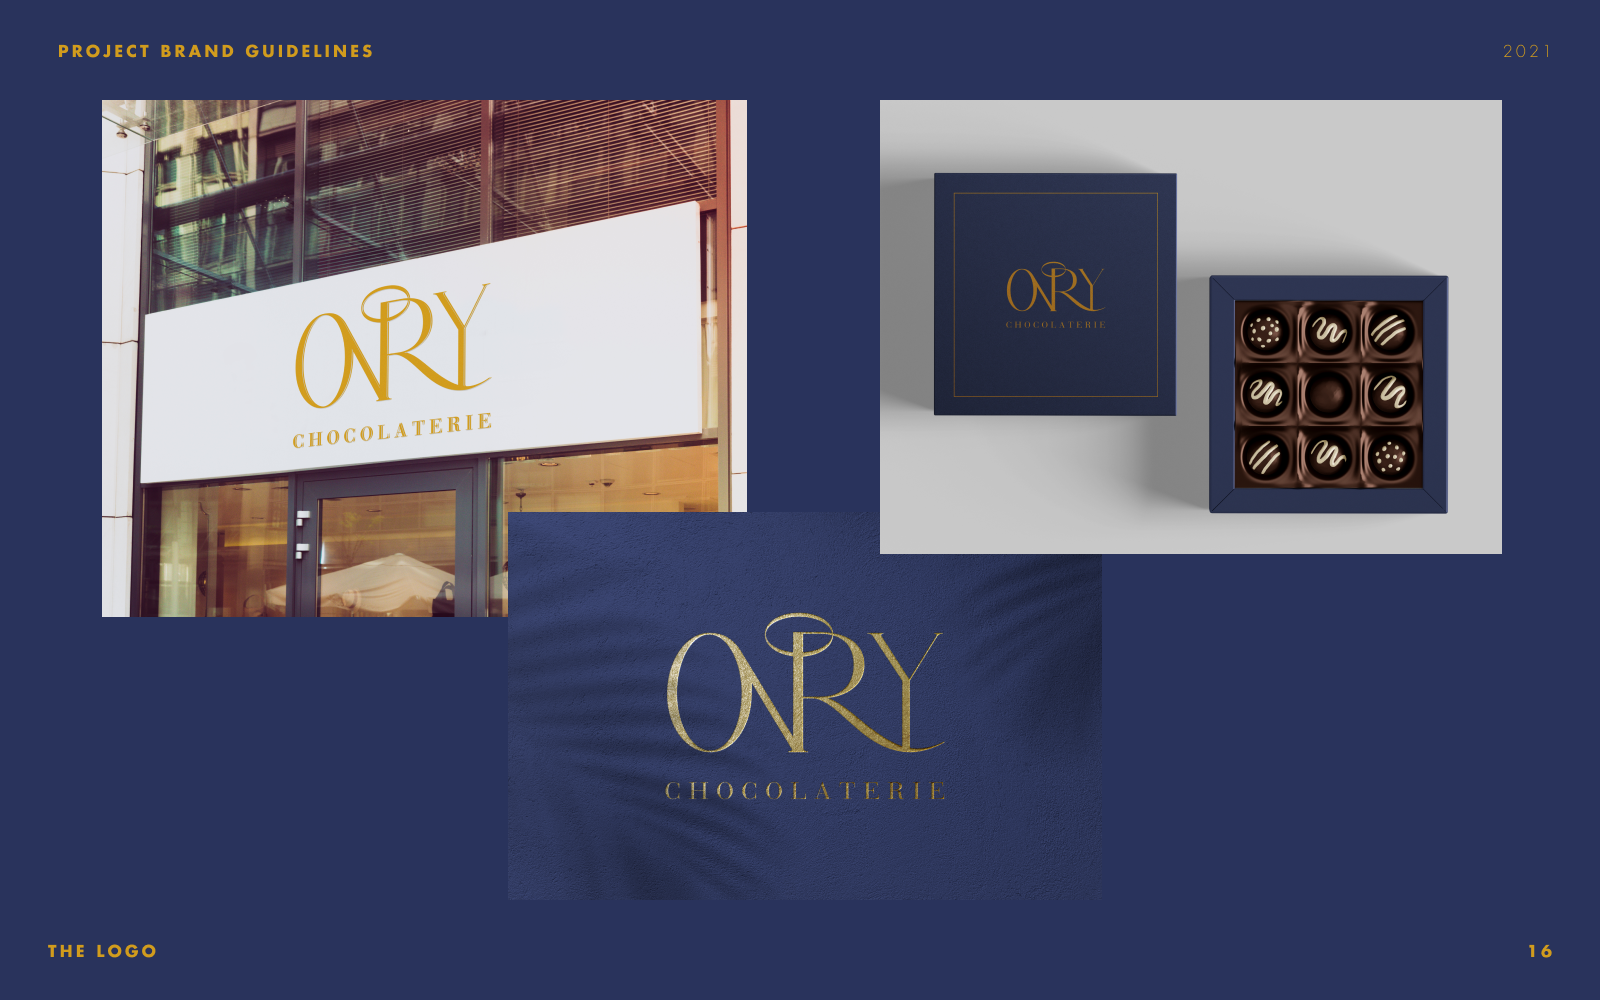 PROJECT BRAND GUIDELINES
2021
ONRY
CHOCOLATERIE
ONRY
CHOCOLATERIE
ONRY
CHOCOLATERIE
THE LOGO
16